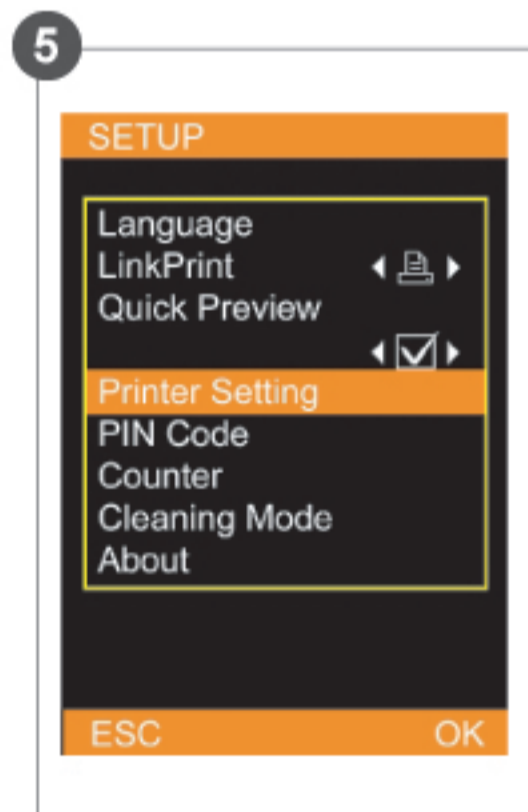 5
SETUP
Language
LinkPrint
Quick Preview
Printer Setting
PIN Code
Counter
Cleaning Mode
About
ESC OK